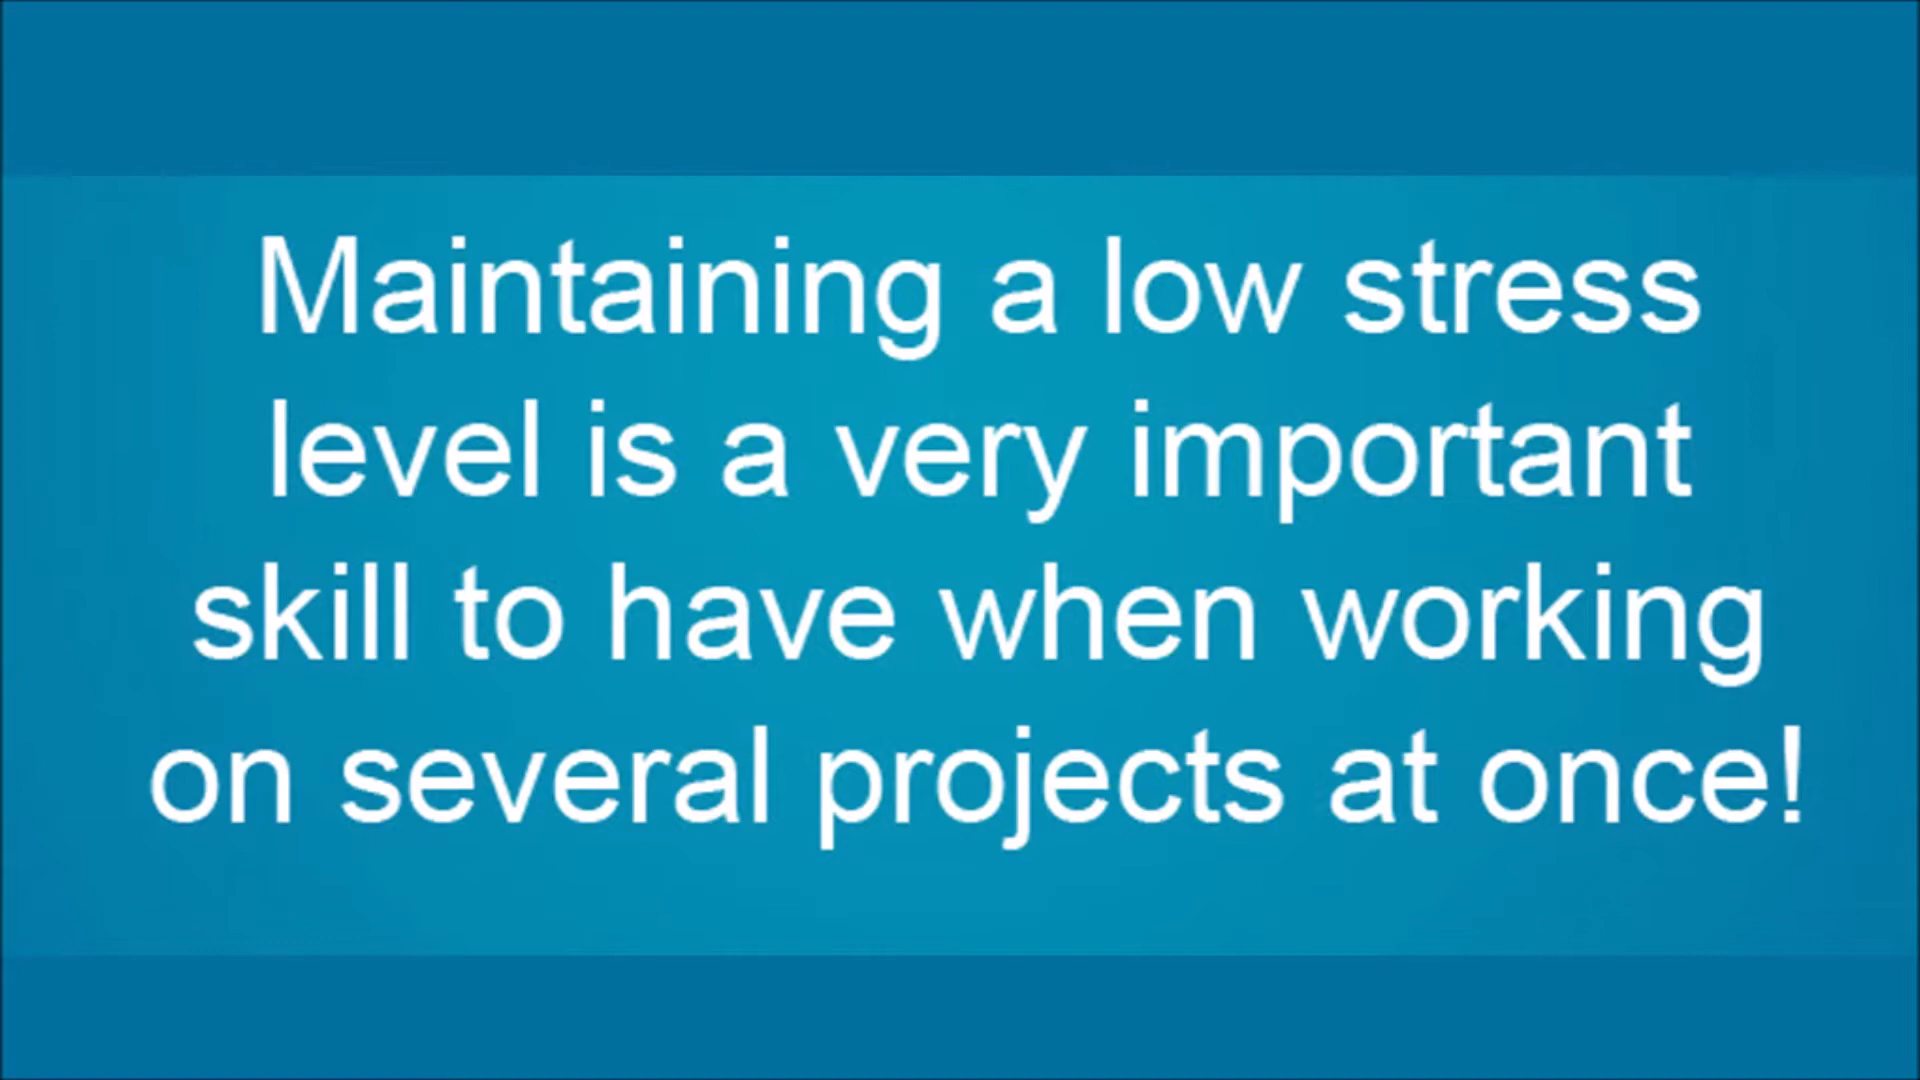 Maintaining a low stress
level is a very important
skill to have when working
on several projects at once!